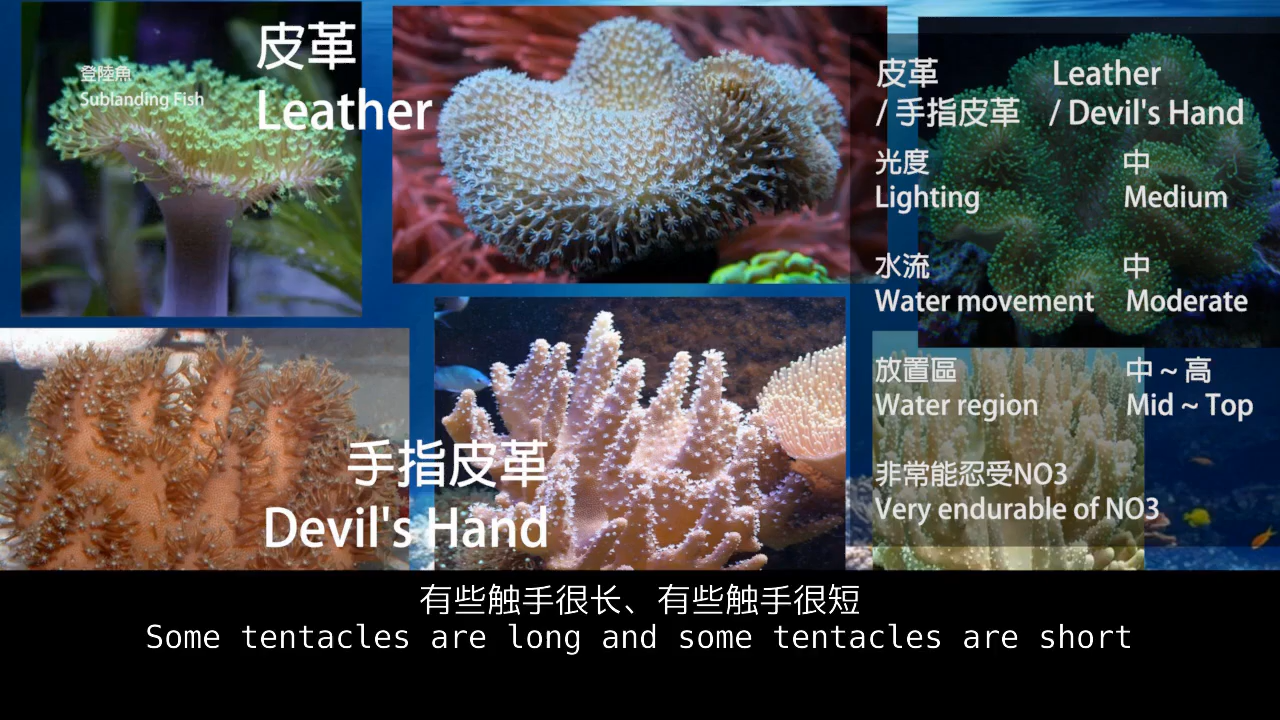 登陸魚
Sublanding Fish
皮革
Leather
手指皮革
Devil's Hand
皮革 Leather
/ 手指皮革 / Devil's Hand
光度 中
Lighting Medium
水流 中
Water movement Moderate
放置區 中 ~ 高
Water region Mid ~ Top
非常能忍受NO3
Very endurable of NO3
有些触手很长、有些触手很短
Some tentacles are long and some tentacles are short